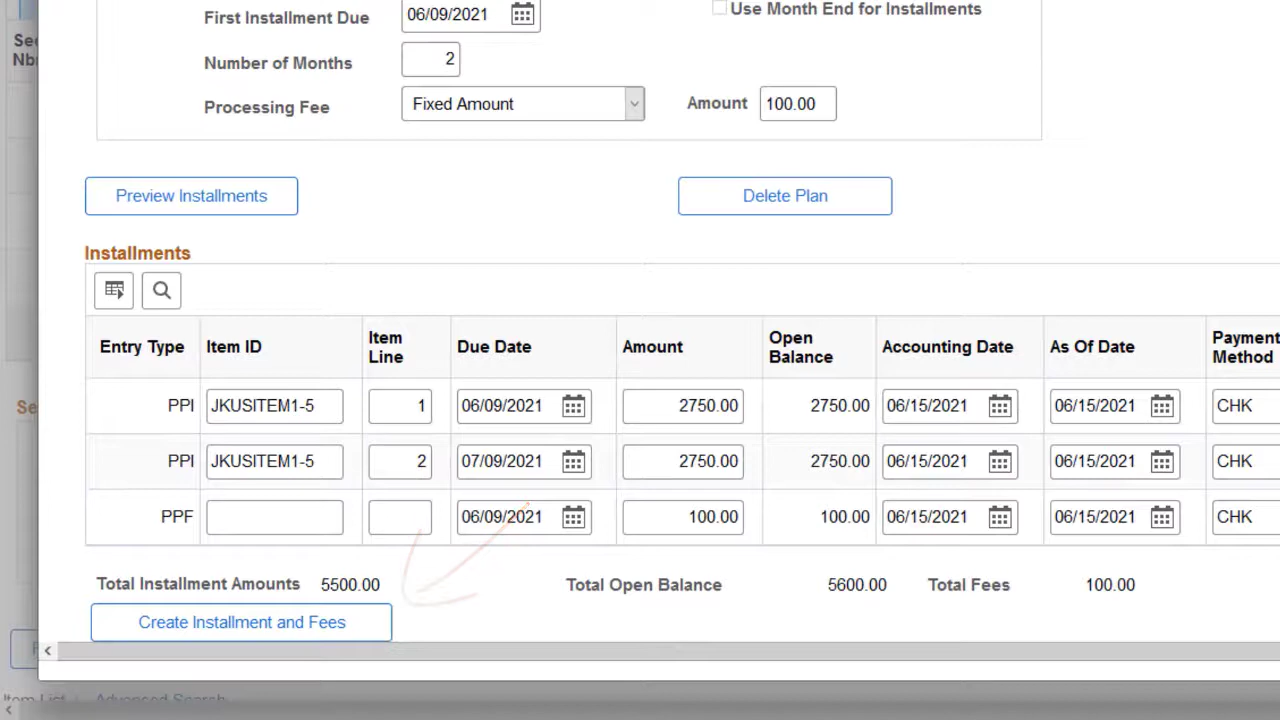 First Installment Due 06/09/2021 Use Month End for Installments
See
Nbr
Number of Months 2
Processing Fee Fixed Amount Amount 100.00
Preview Installments Delete Plan
Installments
Entry Type Item ID Item Line Due Date Amount Open Balance Accounting Date As Of Date Payment Method
PPI JKUSITEM1-5 1 06/09/2021 2750.00 2750.00 06/15/2021 06/15/2021 CHK
PPI JKUSITEM1-5 2 07/09/2021 2750.00 2750.00 06/15/2021 06/15/2021 CHK
PPF 06/09/2021 100.00 100.00 06/15/2021 06/15/2021 CHK
Total Installment Amounts 5500.00 Total Open Balance 5600.00 Total Fees 100.00
Create Installment and Fees
Item List Advanced Search